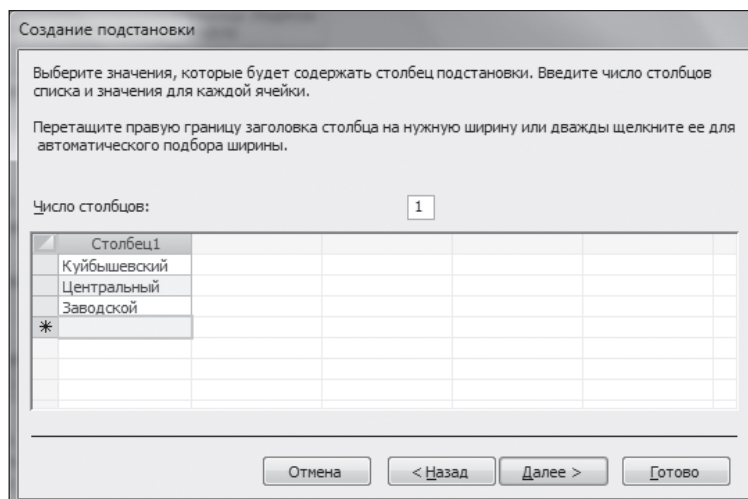 Создание подстановки
Выберите значения, которые будет содержать столбец подстановки. Введите число столбцов
списка и значения для каждой ячейки.
Перетащите правую границу заголовка столбца на нужную ширину или дважды щелкните ее для
автоматического подбора ширины.
Число столбцов: 1
Столбец1
Куйбышевский
Центральный
Заводской
Отмена < Назад Далее > Готово